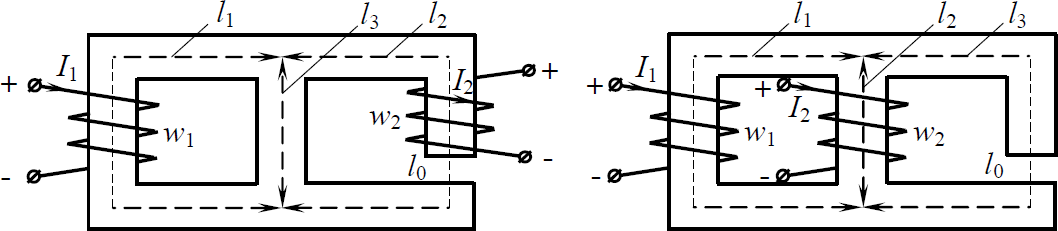 l1 l3 l2
+ I1 I2 +
w1 w2
- l0 -
l1 l2 l3
+ I1 + I2
w1 w2
- - l0